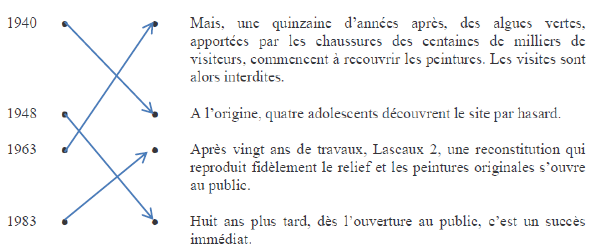 1940 Mais, une quinzaine d'années après, des algues vertes,
apportées par les chaussures des centaines de milliers de
visiteurs, commencent à recouvrir les peintures. Les visites sont
alors interdites.
1948 A l'origine, quatre adolescents découvrent le site par hasard.
1963 Après vingt ans de travaux, Lascaux 2, une reconstitution qui
reproduit fidèlement le relief et les peintures originales s'ouvre
au public.
1983 Huit ans plus tard, dès l'ouverture au public, c'est un succès
immédiat.